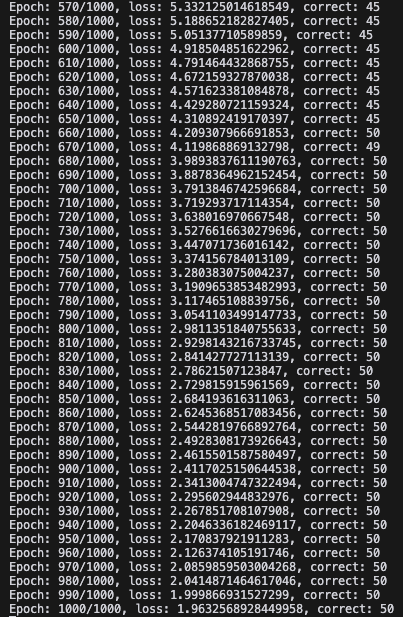 Epoch: 570/1000, loss: 5.332125014618549, correct: 45
Epoch: 580/1000, loss: 5.188652182827405, correct: 45
Epoch: 590/1000, loss: 5.05137710589859, correct: 45
Epoch: 600/1000, loss: 4.918504851622962, correct: 45
Epoch: 610/1000, loss: 4.791464432868755, correct: 45
Epoch: 620/1000, loss: 4.672159327870038, correct: 45
Epoch: 630/1000, loss: 4.571623381084878, correct: 45
Epoch: 640/1000, loss: 4.429280721159324, correct: 45
Epoch: 650/1000, loss: 4.310892419170397, correct: 45
Epoch: 660/1000, loss: 4.209307966691853, correct: 50
Epoch: 670/1000, loss: 4.119868869132798, correct: 49
Epoch: 680/1000, loss: 3.9893837611190763, correct: 50
Epoch: 690/1000, loss: 3.8878364962152454, correct: 50
Epoch: 700/1000, loss: 3.7913846742596684, correct: 50
Epoch: 710/1000, loss: 3.719293717114354, correct: 50
Epoch: 720/1000, loss: 3.638016970667548, correct: 50
Epoch: 730/1000, loss: 3.5276616630279696, correct: 50
Epoch: 740/1000, loss: 3.447071736016142, correct: 50
Epoch: 750/1000, loss: 3.374156784013109, correct: 50
Epoch: 760/1000, loss: 3.280383075004237, correct: 50
Epoch: 770/1000, loss: 3.1909653853482993, correct: 50
Epoch: 780/1000, loss: 3.117465108839756, correct: 50
Epoch: 790/1000, loss: 3.0541103499147733, correct: 50
Epoch: 800/1000, loss: 2.9811351840755633, correct: 50
Epoch: 810/1000, loss: 2.9298143216733745, correct: 50
Epoch: 820/1000, loss: 2.841427727113139, correct: 50
Epoch: 830/1000, loss: 2.78621507123847, correct: 50
Epoch: 840/1000, loss: 2.729815915961569, correct: 50
Epoch: 850/1000, loss: 2.684193616311063, correct: 50
Epoch: 860/1000, loss: 2.6245368517083456, correct: 50
Epoch: 870/1000, loss: 2.5442819766892764, correct: 50
Epoch: 880/1000, loss: 2.4928308173926643, correct: 50
Epoch: 890/1000, loss: 2.4615501587580497, correct: 50
Epoch: 900/1000, loss: 2.4117025150644538, correct: 50
Epoch: 910/1000, loss: 2.3413004747322494, correct: 50
Epoch: 920/1000, loss: 2.295602944832976, correct: 50
Epoch: 930/1000, loss: 2.267851708107908, correct: 50
Epoch: 940/1000, loss: 2.2046336182469117, correct: 50
Epoch: 950/1000, loss: 2.170837921911283, correct: 50
Epoch: 960/1000, loss: 2.126374105191746, correct: 50
Epoch: 970/1000, loss: 2.0859859503004268, correct: 50
Epoch: 980/1000, loss: 2.0414871464617046, correct: 50
Epoch: 990/1000, loss: 1.999866931527299, correct: 50
Epoch: 1000/1000, loss: 1.9632568928449958, correct: 50